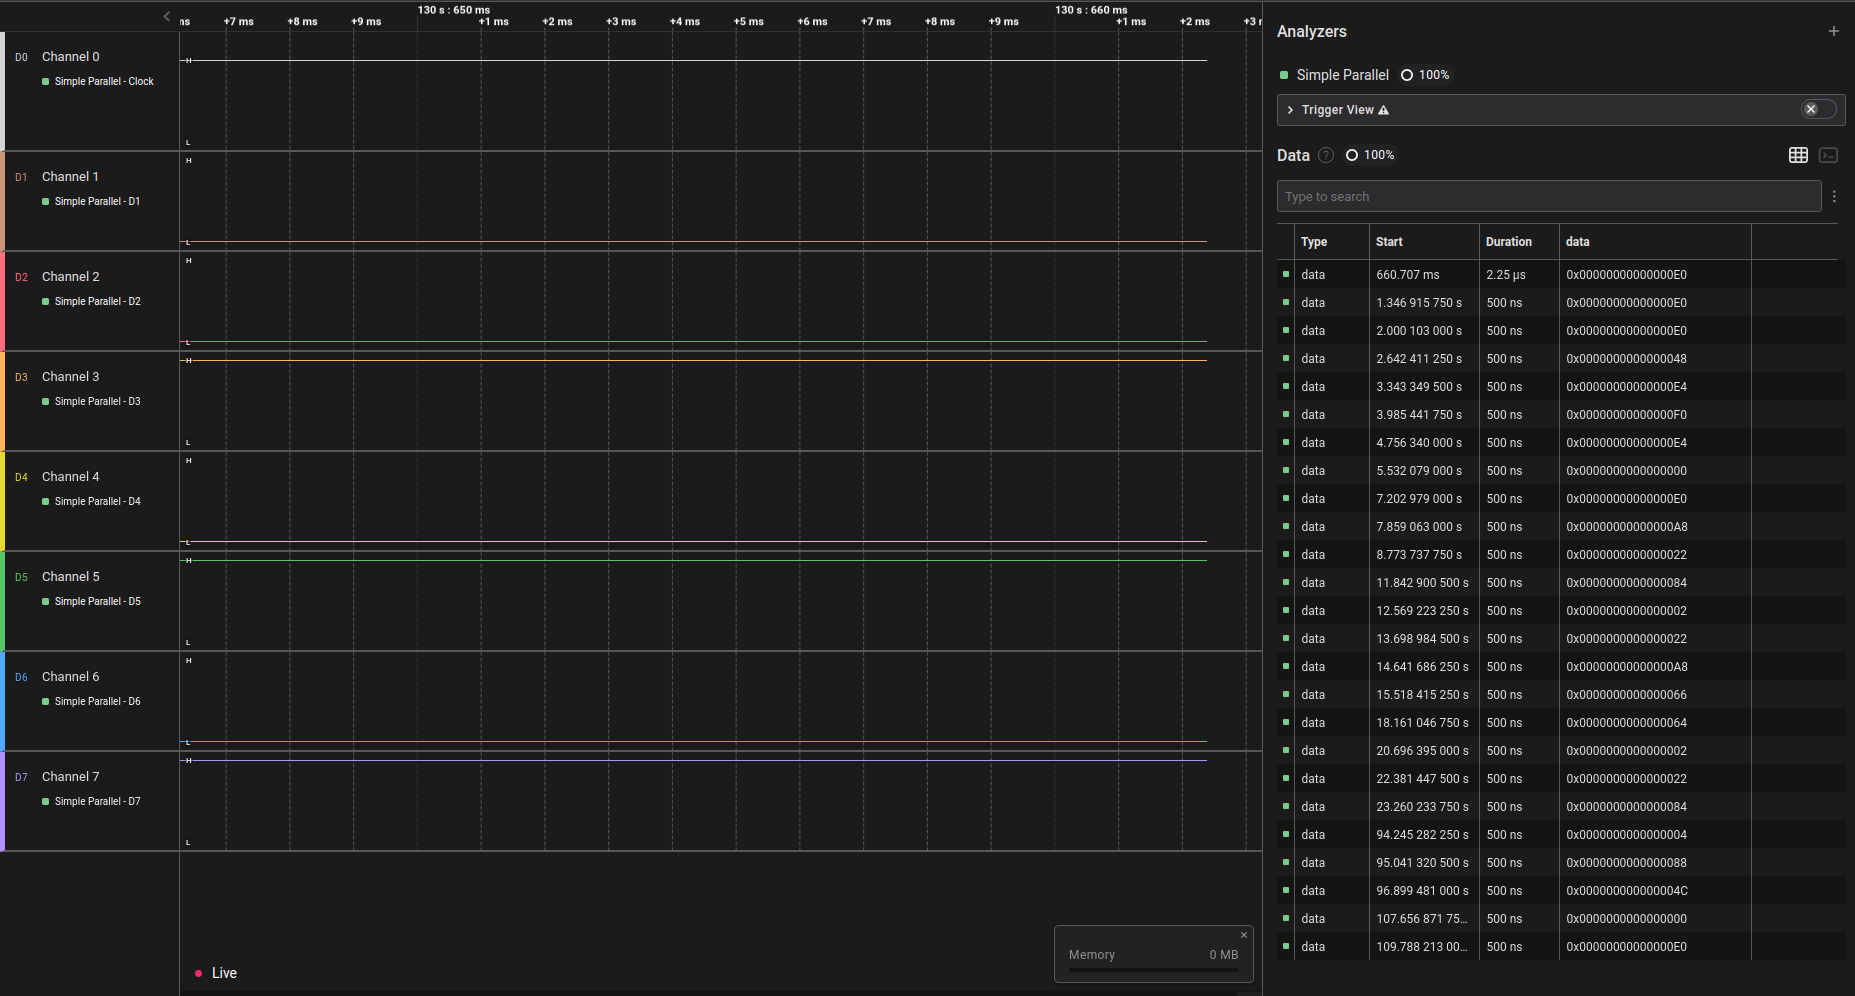 130 s : 650 ms
130 s : 660 ms
ns +7 ms +8 ms +9 ms +1 ms +2 ms +3 ms +4 ms +5 ms +6 ms +7 ms +8 ms +9 ms +1 ms +2 ms +3 m
D0 Channel 0
Simple Parallel - Clock
H
L
D1 Channel 1
Simple Parallel - D1
H
L
D2 Channel 2
Simple Parallel - D2
H
L
D3 Channel 3
Simple Parallel - D3
H
L
D4 Channel 4
Simple Parallel - D4
H
L
D5 Channel 5
Simple Parallel - D5
H
L
D6 Channel 6
Simple Parallel - D6
H
L
D7 Channel 7
Simple Parallel - D7
H
L
Live
Memory 0 MB
Analyzers
Simple Parallel 100%
Trigger View
Data ? 100%
Type to search
Type Start Duration data
data 660.707 ms 2.25 µs 0x00000000000000E0
data 1.346 915 750 s 500 ns 0x00000000000000E0
data 2.000 103 000 s 500 ns 0x00000000000000E0
data 2.642 411 250 s 500 ns 0x0000000000000048
data 3.343 349 500 s 500 ns 0x00000000000000E4
data 3.985 441 750 s 500 ns 0x00000000000000F0
data 4.756 340 000 s 500 ns 0x00000000000000E4
data 5.532 079 000 s 500 ns 0x0000000000000000
data 7.202 979 000 s 500 ns 0x00000000000000E0
data 7.859 063 000 s 500 ns 0x00000000000000A8
data 8.773 737 750 s 500 ns 0x0000000000000022
data 11.842 900 500 s 500 ns 0x0000000000000084
data 12.569 223 250 s 500 ns 0x0000000000000002
data 13.698 984 500 s 500 ns 0x0000000000000022
data 14.641 686 250 s 500 ns 0x00000000000000A8
data 15.518 415 250 s 500 ns 0x0000000000000066
data 18.161 046 750 s 500 ns 0x0000000000000064
data 20.696 395 000 s 500 ns 0x0000000000000002
data 22.381 447 500 s 500 ns 0x0000000000000022
data 23.260 233 750 s 500 ns 0x0000000000000084
data 94.245 282 250 s 500 ns 0x0000000000000004
data 95.041 320 500 s 500 ns 0x0000000000000088
data 96.899 481 000 s 500 ns 0x000000000000004C
data 107.656 871 75... 500 ns 0x0000000000000000
data 109.788 213 00... 500 ns 0x00000000000000E0